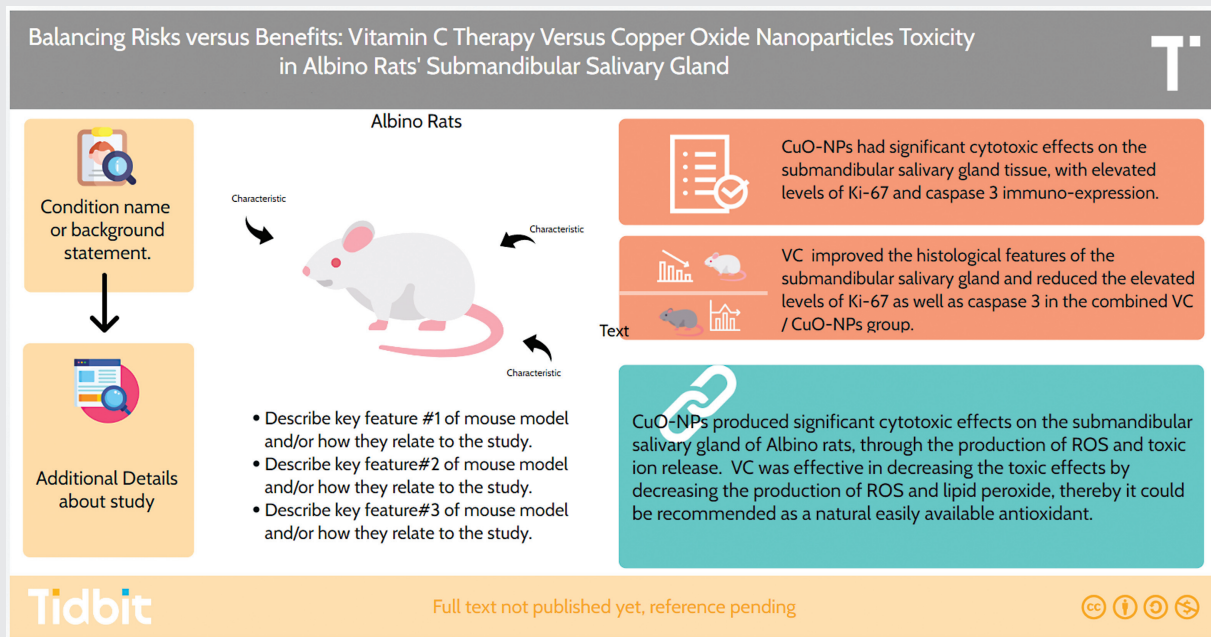 Balancing Risks versus Benefits: Vitamin C Therapy Versus Copper Oxide Nanoparticles Toxicity
in Albino Rats' Submandibular Salivary Gland
T
Condition name
or background
statement.
Additional Details
about study
Albino Rats
Characteristic
Characteristic
Characteristic
Text
• Describe key feature #1 of mouse model
and/or how they relate to the study.
• Describe key feature#2 of mouse model
and/or how they relate to the study.
• Describe key feature#3 of mouse model
and/or how they relate to the study.
CuO-NPs had significant cytotoxic effects on the
submandibular salivary gland tissue, with elevated
levels of Ki-67 and caspase 3 immuno-expression.
VC improved the histological features of the
submandibular salivary gland and reduced the elevated
levels of Ki-67 as well as caspase 3 in the combined VC
/ CuO-NPs group.
CuO-NPs produced significant cytotoxic effects on the submandibular
salivary gland of Albino rats, through the production of ROS and toxic
ion release. VC was effective in decreasing the toxic effects by
decreasing the production of ROS and lipid peroxide, thereby it could
be recommended as a natural easily available antioxidant.
Tidbit
Full text not published yet, reference pending
cc